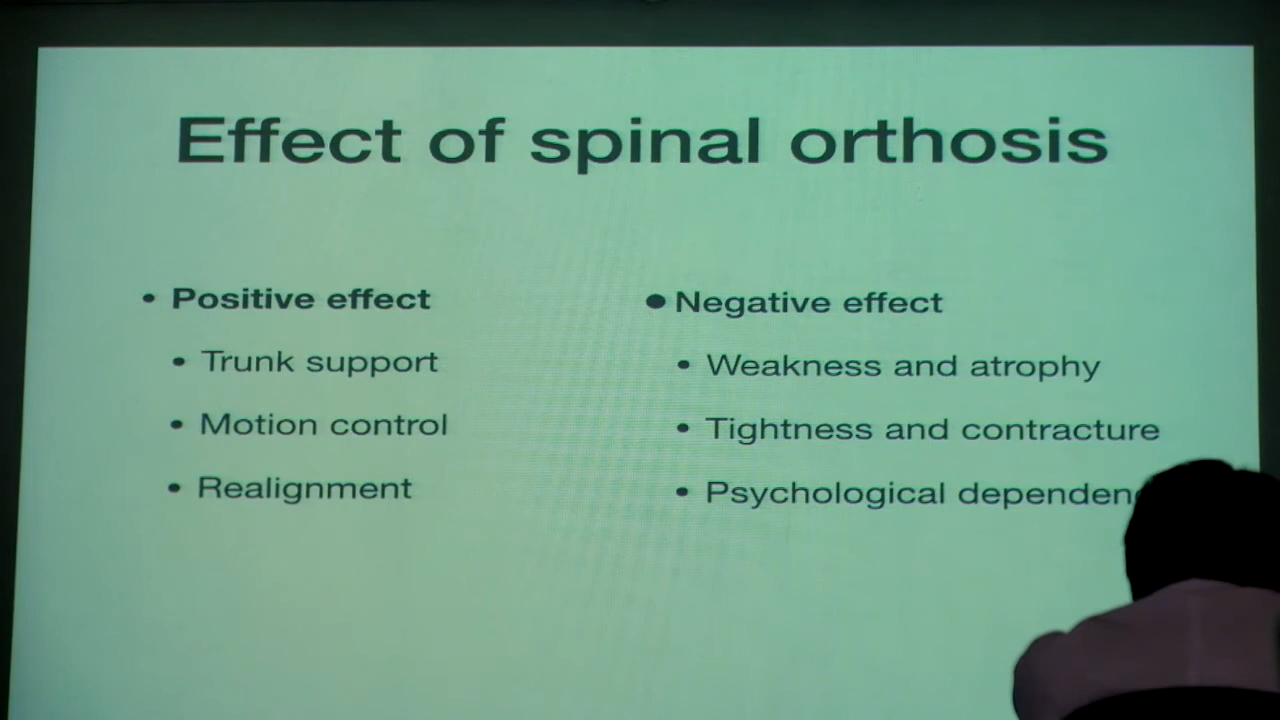 Effect of spinal orthosis
• Positive effect
• Trunk support
• Motion control
• Realignment
• Negative effect
• Weakness and atrophy
• Tightness and contracture
• Psychological